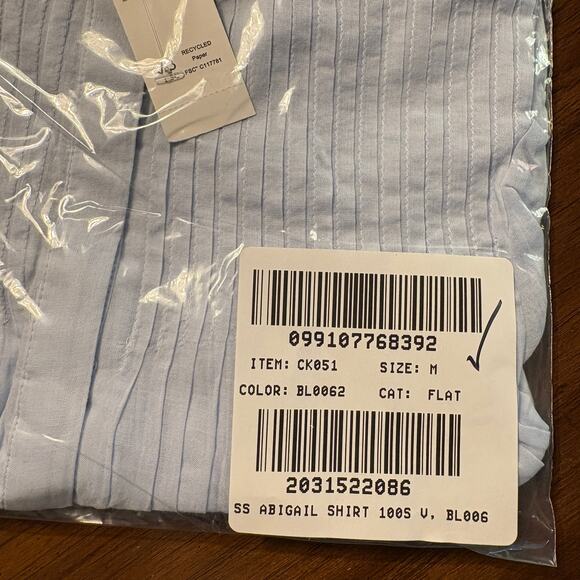 RECYCLED
Paper
FSC® C117781
099107768392
ITEM: CK051 SIZE: M
COLOR: BL0062 CAT: FLAT
2031522086
SS ABIGAIL SHIRT 100S V, BL006